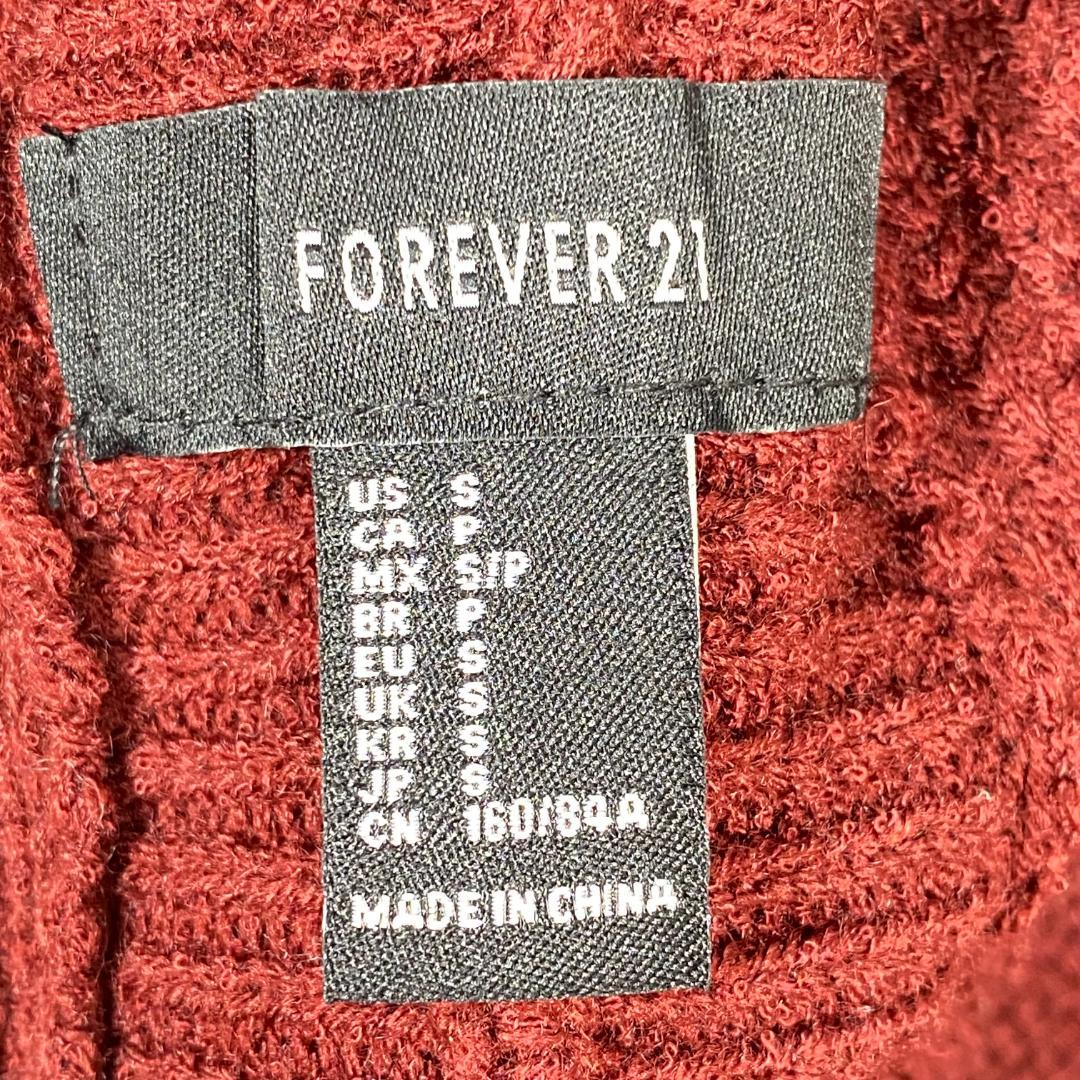 FOREVER 21
US S
CA P
MX S/P
BR P
EU S
UK S
KR S
JP S
CN 160/84A
MADE IN CHINA